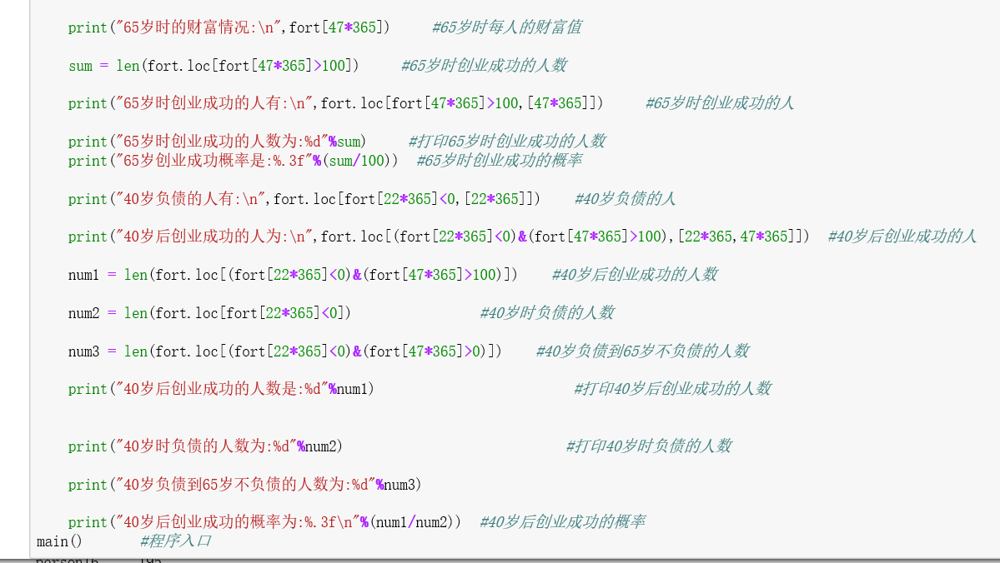 print("65岁时的财富情况:\n",fort[47*365])     #65岁时每人的财富值
sum = len(fort.loc[fort[47*365]>100])     #65岁时创业成功的人数
print("65岁时创业成功的人有:\n",fort.loc[fort[47*365]>100,[47*365]])     #65岁时创业成功的人
print("65岁时创业成功的人数为:%d"%sum)     #打印65岁时创业成功的人数
print("65岁创业成功概率是:%.3f"%(sum/100))  #65岁时创业成功的概率
print("40岁负债的人有:\n",fort.loc[fort[22*365]<0,[22*365]])    #40岁负债的人
print("40岁后创业成功的人为:\n",fort.loc[(fort[22*365]<0)&(fort[47*365]>100),[22*365,47*365]])  #40岁后创业成功的人
num1 = len(fort.loc[(fort[22*365]<0)&(fort[47*365]>100)])    #40岁后创业成功的人数
num2 = len(fort.loc[fort[22*365]<0])                #40岁时负债的人数
num3 = len(fort.loc[(fort[22*365]<0)&(fort[47*365]>0)])    #40岁负债到65岁不负债的人数
print("40岁后创业成功的人数是:%d"%num1)                         #打印40岁后创业成功的人数
print("40岁时负债的人数为:%d"%num2)                            #打印40岁时负债的人数
print("40岁负债到65岁不负债的人数为:%d"%num3)
print("40岁后创业成功的概率为:%.3f\n"%(num1/num2))  #40岁后创业成功的概率
main()       #程序入口